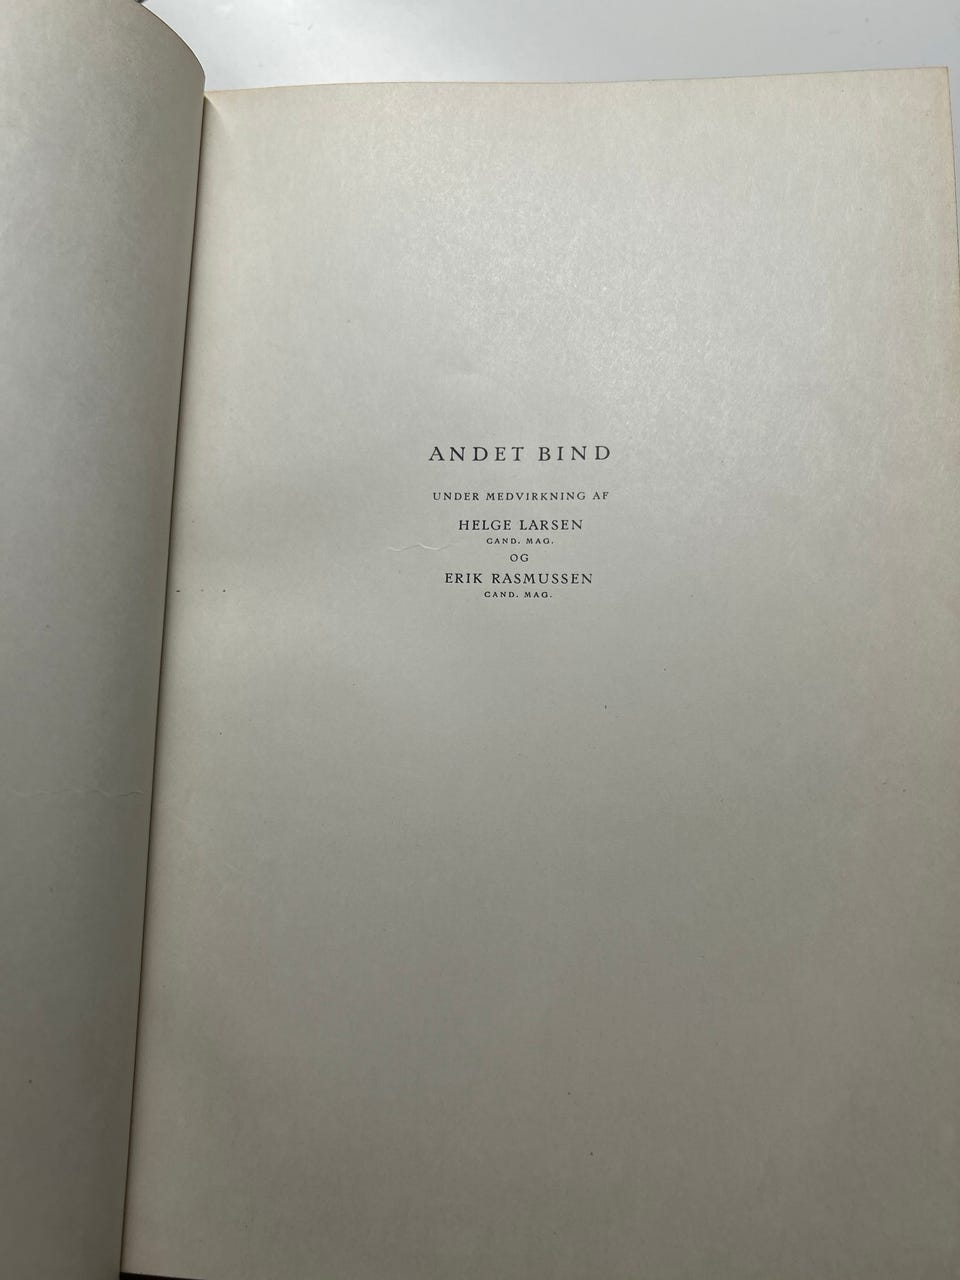 ANDET BIND
UNDER MEDVIRKNING AF
HELGE LARSEN
CAND. MAG.
OG
ERIK RASMUSSEN
CAND. MAG.